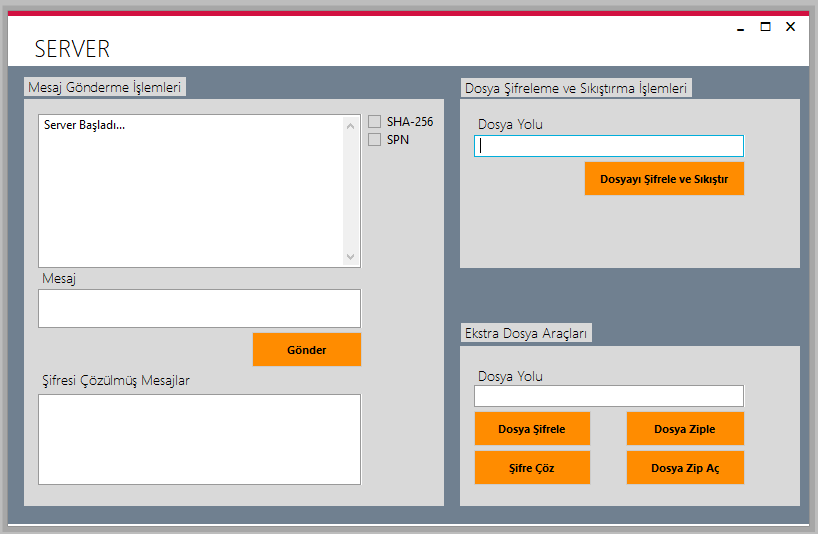 SERVER
Mesaj Gönderme İşlemleri
Server Başladı...
SHA-256
SPN
Mesaj
Gönder
Şifresi Çözülmüş Mesajlar
Dosya Şifreleme ve Sıkıştırma İşlemleri
Dosya Yolu
Dosyayı Şifrele ve Sıkıştır
Ekstra Dosya Araçları
Dosya Yolu
Dosya Şifrele
Dosya Ziple
Şifre Çöz
Dosya Zip Aç